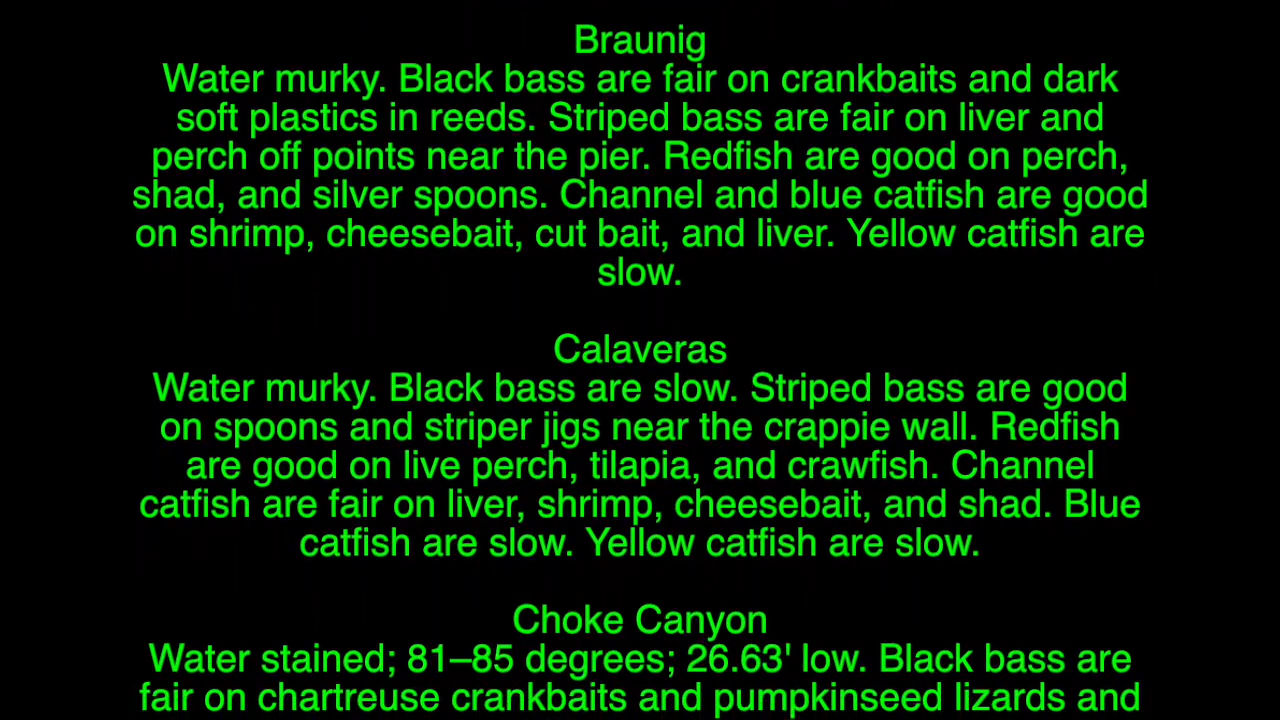 Braunig
Water murky. Black bass are fair on crankbaits and dark
soft plastics in reeds. Striped bass are fair on liver and
perch off points near the pier. Redfish are good on perch,
shad, and silver spoons. Channel and blue catfish are good
on shrimp, cheesebait, cut bait, and liver. Yellow catfish are
slow.
Calaveras
Water murky. Black bass are slow. Striped bass are good
on spoons and striper jigs near the crappie wall. Redfish
are good on live perch, tilapia, and crawfish. Channel
catfish are fair on liver, shrimp, cheesebait, and shad. Blue
catfish are slow. Yellow catfish are slow.
Choke Canyon
Water stained; 81–85 degrees; 26.63' low. Black bass are
fair on chartreuse crankbaits and pumpkinseed lizards and